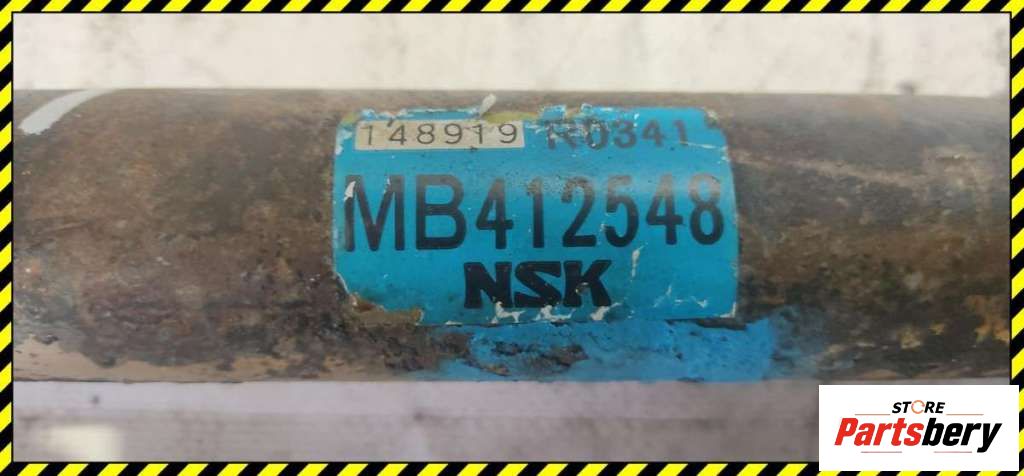 148919 R0341
MB412548
NSK
STORE
Partsbery